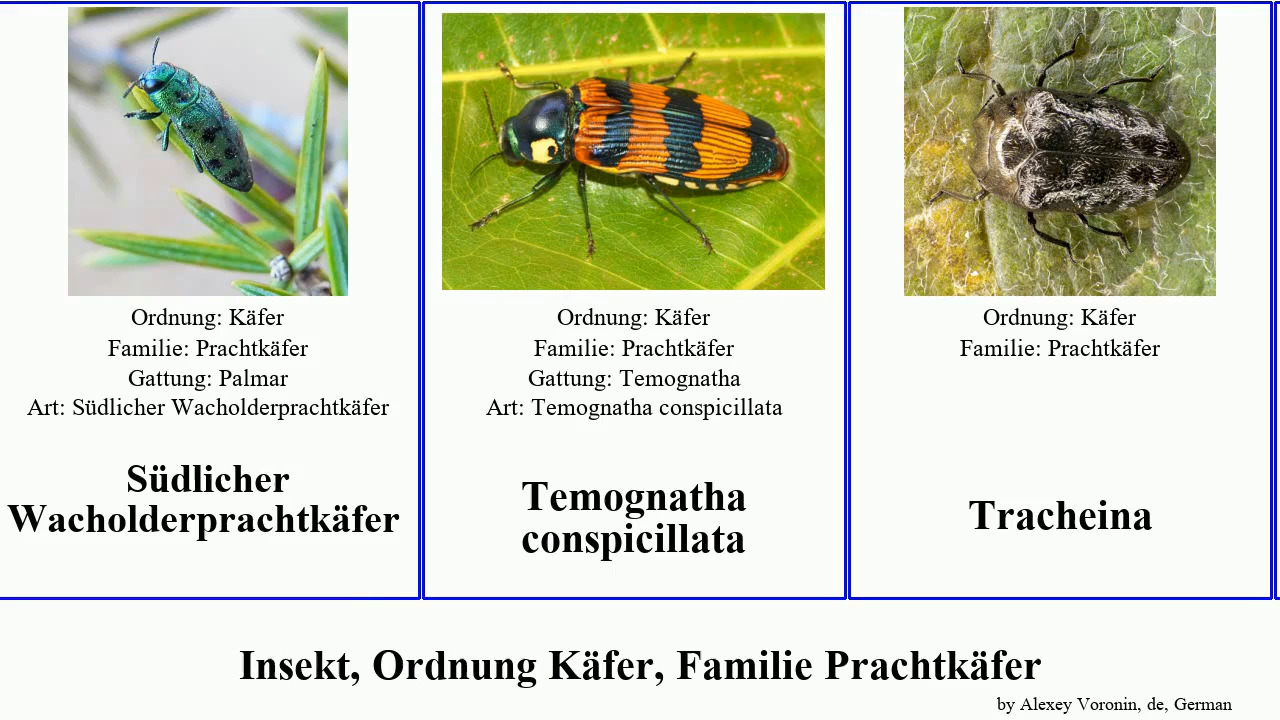 Ordnung: Käfer
Familie: Prachtkäfer
Gattung: Palmar
Art: Südlicher Wacholderprachtkäfer
Südlicher
Wacholderprachtkäfer
Ordnung: Käfer
Familie: Prachtkäfer
Gattung: Temognatha
Art: Temognatha conspicillata
Temognatha
conspicillata
Ordnung: Käfer
Familie: Prachtkäfer
Tracheina
Insekt, Ordnung Käfer, Familie Prachtkäfer
by Alexey Voronin, de, German